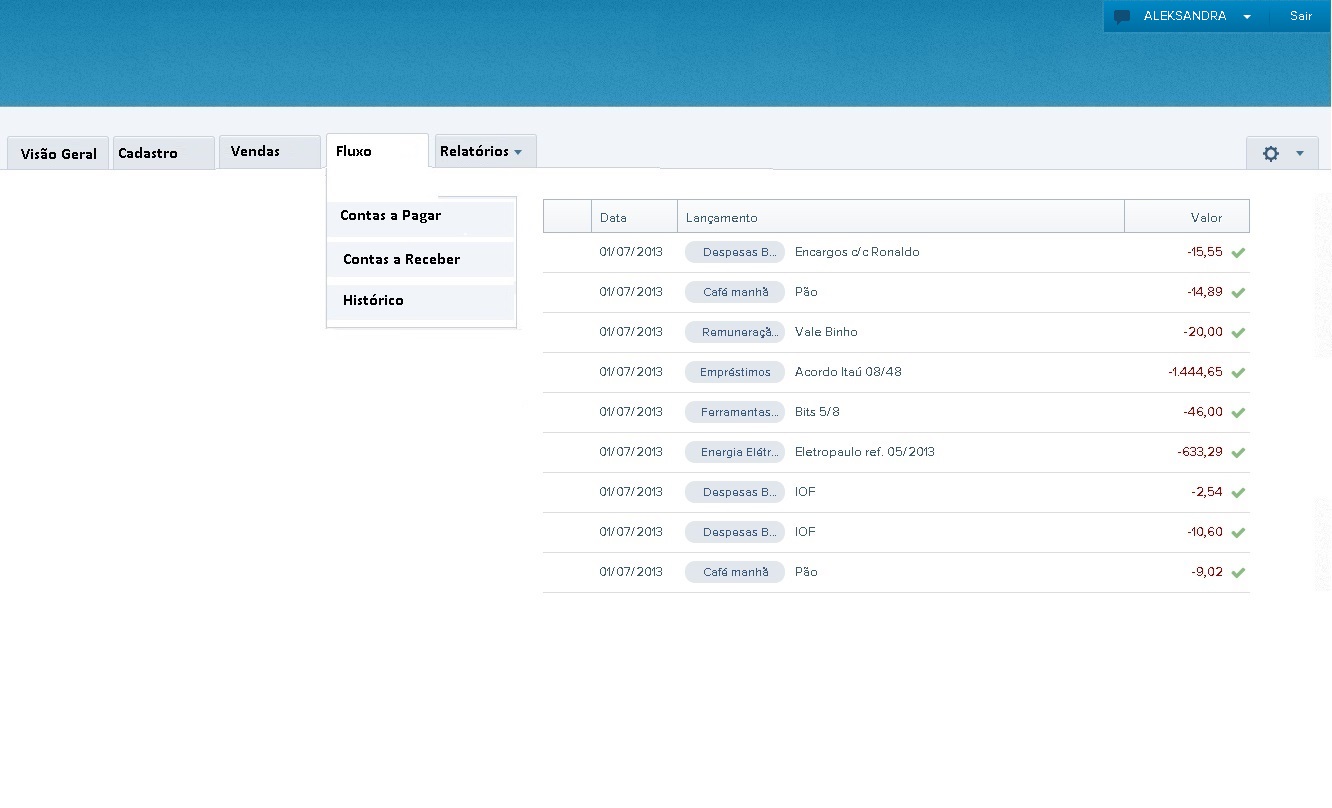 ALEKSANDRA Sair
Visão Geral Cadastro Vendas Fluxo Relatórios
Contas a Pagar
Contas a Receber
Histórico
Data Lançamento Valor
01/07/2013 Despesas B... Encargos c/c Ronaldo -15,55
01/07/2013 Café manhã Pão -14,89
01/07/2013 Remuneraçã... Vale Binho -20,00
01/07/2013 Empréstimos Acordo Itaú 08/48 -1.444,65
01/07/2013 Ferramentas... Bits 5/8 -46,00
01/07/2013 Energia Elétr... Eletropaulo ref. 05/2013 -633,29
01/07/2013 Despesas B... IOF -2,54
01/07/2013 Despesas B... IOF -10,60
01/07/2013 Café manhã Pão -9,02